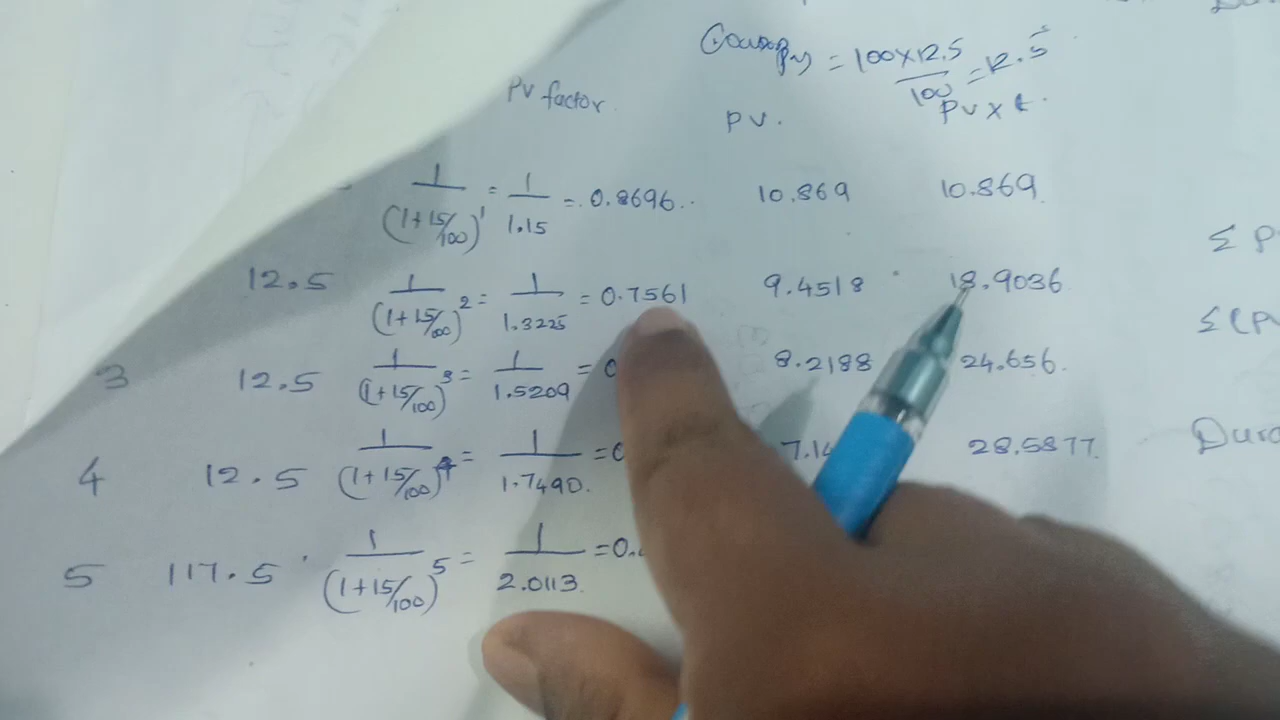 = 100 x 12.5 / 100 = 12.5
PV factor. PV. PV x t.
1 / (1+15/100)^1 = 1 / 1.15 = 0.8696.. 10.869 10.869
Σ P
12.5 1 / (1+15/100)^2 = 1 / 1.3225 = 0.7561 9.4518 18.9036
Σ(P
3 12.5 1 / (1+15/100)^3 = 1 / 1.5209 = 0 8.2188 24.656.
4 12.5 1 / (1+15/100)^4 = 1 / 1.7490. = 0 7.14 28.5877.
Dura
5 117.5 1 / (1+15/100)^5 = 1 / 2.0113 = 0.